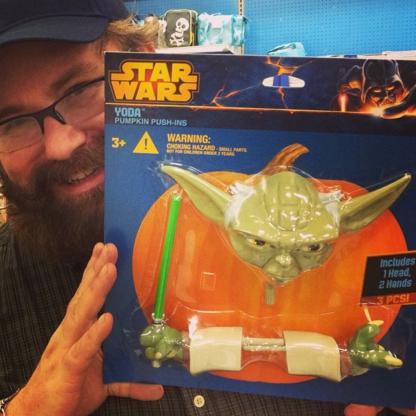 STAR
WARS
YODA™
PUMPKIN PUSH-INS
3+
WARNING:
CHOKING HAZARD - SMALL PARTS.
NOT FOR CHILDREN UNDER 3 YEARS.
Includes
1 Head,
2 Hands
3 PCS!